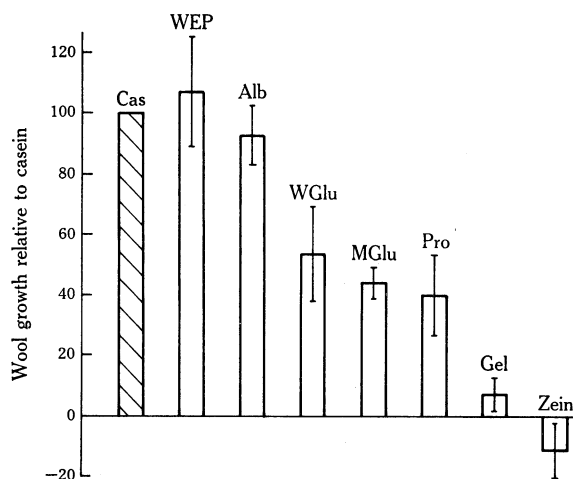 WEP
120
Cas
Alb
100
80
WGlu
MGlu
Pro
60
40
20
Gel
Zein
0
−20
Wool growth relative to casein